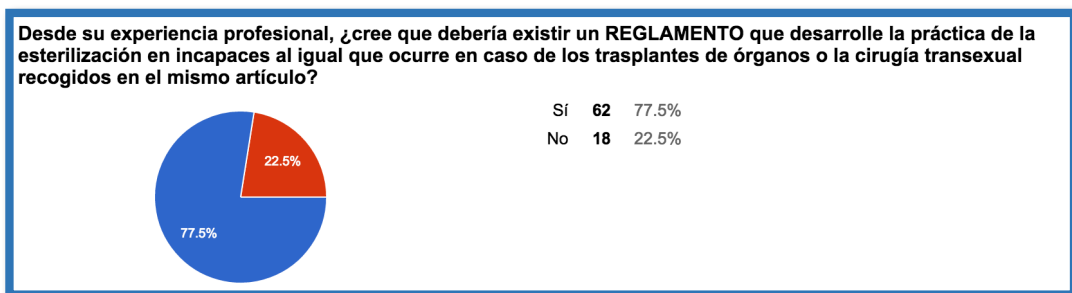 Desde su experiencia profesional, ¿cree que debería existir un REGLAMENTO que desarrolle la práctica de la
esterilización en incapaces al igual que ocurre en caso de los trasplantes de órganos o la cirugía transexual
recogidos en el mismo artículo?
Sí 62 77.5%
No 18 22.5%
22.5%
77.5%